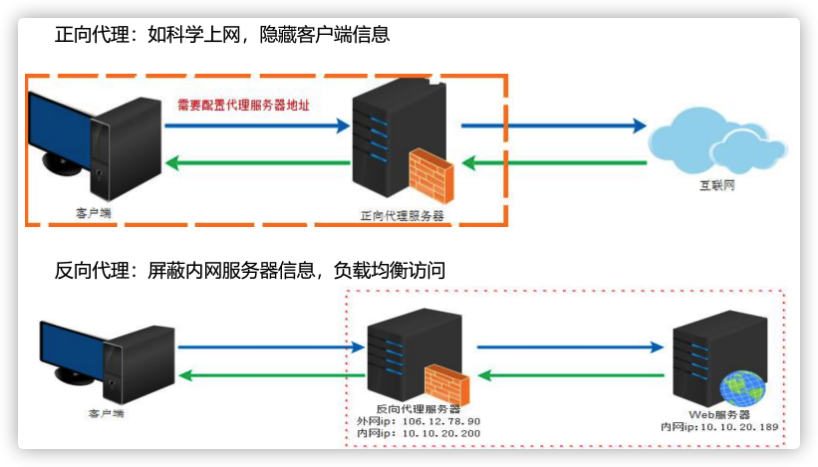 正向代理：如科学上网，隐藏客户端信息
需要配置代理服务器地址
客户端
正向代理服务器
互联网
反向代理：屏蔽内网服务器信息，负载均衡访问
客户端
反向代理服务器
外网ip: 106.12.78.90
内网ip: 10.10.20.200
Web服务器
内网ip:10.10.20.189